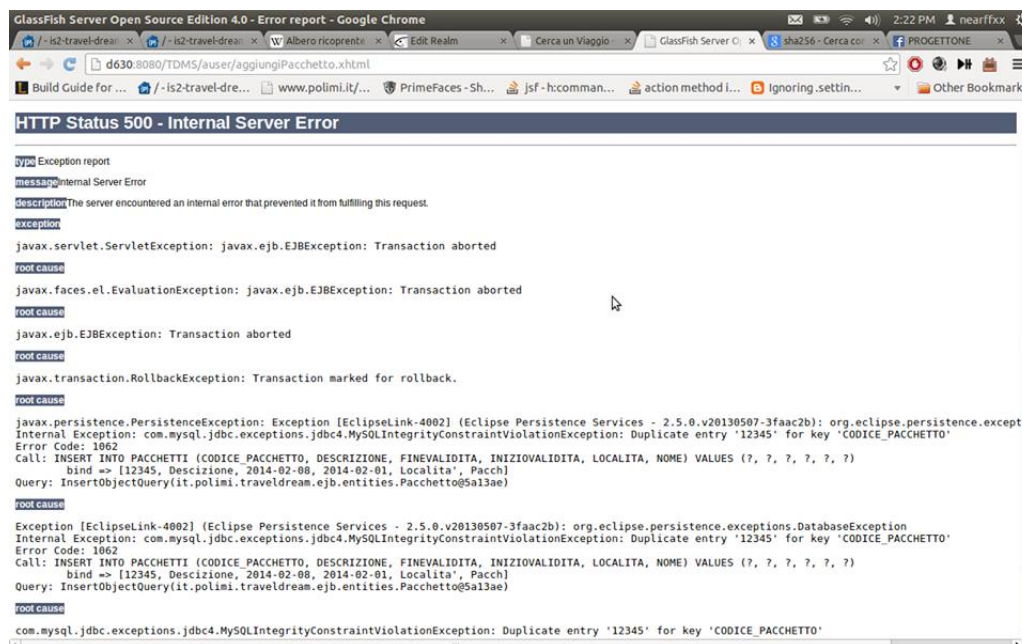 GlassFish Server Open Source Edition 4.0 - Error report - Google Chrome 2:22 PM nearffxx
/ - is2-travel-drea / - is2-travel-drea Albero ricoprente Edit Realm Cerca un Viaggio - GlassFish Server O sha256 - Cerca co PROGETTONE
d630:8080/TDMS/auser/aggiungiPacchetto.xhtml
Build Guide for ... / - is2-travel-dre... www.polimi.it/... PrimeFaces - Sh... jsf - h:comman... action method i... Ignoring .settin... Other Bookmark
HTTP Status 500 - Internal Server Error
type Exception report
messageInternal Server Error
descriptionThe server encountered an internal error that prevented it from fulfilling this request.
exception
javax.servlet.ServletException: javax.ejb.EJBException: Transaction aborted
root cause
javax.faces.el.EvaluationException: javax.ejb.EJBException: Transaction aborted
root cause
javax.ejb.EJBException: Transaction aborted
root cause
javax.transaction.RollbackException: Transaction marked for rollback.
root cause
javax.persistence.PersistenceException: Exception [EclipseLink-4002] (Eclipse Persistence Services - 2.5.0.v20130507-3faac2b): org.eclipse.persistence.except
Internal Exception: com.mysql.jdbc.exceptions.jdbc4.MySQLIntegrityConstraintViolationException: Duplicate entry '12345' for key 'CODICE_PACCHETTO'
Error Code: 1062
Call: INSERT INTO PACCHETTI (CODICE_PACCHETTO, DESCRIZIONE, FINEVALIDITA, INIZIOVALIDITA, LOCALITA, NOME) VALUES (?, ?, ?, ?, ?, ?)
bind => [12345, Descizione, 2014-02-08, 2014-02-01, Localita', Pacch]
Query: InsertObjectQuery(it.polimi.traveldream.ejb.entities.Pacchetto@5a13ae)
root cause
Exception [EclipseLink-4002] (Eclipse Persistence Services - 2.5.0.v20130507-3faac2b): org.eclipse.persistence.exceptions.DatabaseException
Internal Exception: com.mysql.jdbc.exceptions.jdbc4.MySQLIntegrityConstraintViolationException: Duplicate entry '12345' for key 'CODICE_PACCHETTO'
Error Code: 1062
Call: INSERT INTO PACCHETTI (CODICE_PACCHETTO, DESCRIZIONE, FINEVALIDITA, INIZIOVALIDITA, LOCALITA, NOME) VALUES (?, ?, ?, ?, ?, ?)
bind => [12345, Descizione, 2014-02-08, 2014-02-01, Localita', Pacch]
Query: InsertObjectQuery(it.polimi.traveldream.ejb.entities.Pacchetto@5a13ae)
root cause
com.mysql.jdbc.exceptions.jdbc4.MySQLIntegrityConstraintViolationException: Duplicate entry '12345' for key 'CODICE_PACCHETTO'